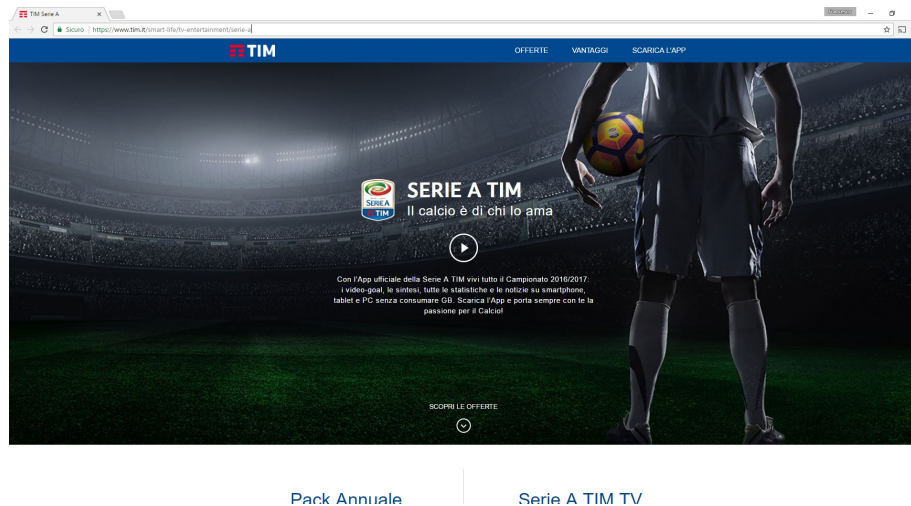 TIM Serie A
Sicuro | https://www.tim.it/smart-life/tv-entertainment/serie-a
TIM
OFFERTE VANTAGGI SCARICA L'APP
SERIE A TIM
Il calcio è di chi lo ama
SERIE A
TIM
Con l'App ufficiale della Serie A TIM vivi tutto il Campionato 2016/2017:
i video-goal, le sintesi, tutte le statistiche e le notizie su smartphone,
tablet e PC senza consumare GB. Scarica l'App e porta sempre con te la
passione per il Calcio!
SCOPRI LE OFFERTE
Pack Annuale
Serie A TIM TV